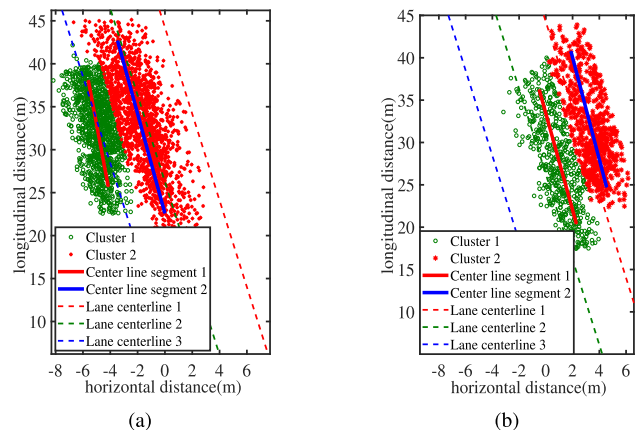 45
40
35
30
25
20
15
10
longitudinal distance(m)
Cluster 1
Cluster 2
Center line segment 1
Center line segment 2
Lane centerline 1
Lane centerline 2
Lane centerline 3
-8 -6 -4 -2 0 2 4 6
horizontal distance(m)
(a)
45
40
35
30
25
20
15
10
longitudinal distance(m)
Cluster 1
Cluster 2
Center line segment 1
Center line segment 2
Lane centerline 1
Lane centerline 2
Lane centerline 3
-8 -6 -4 -2 0 2 4 6
horizontal distance(m)
(b)